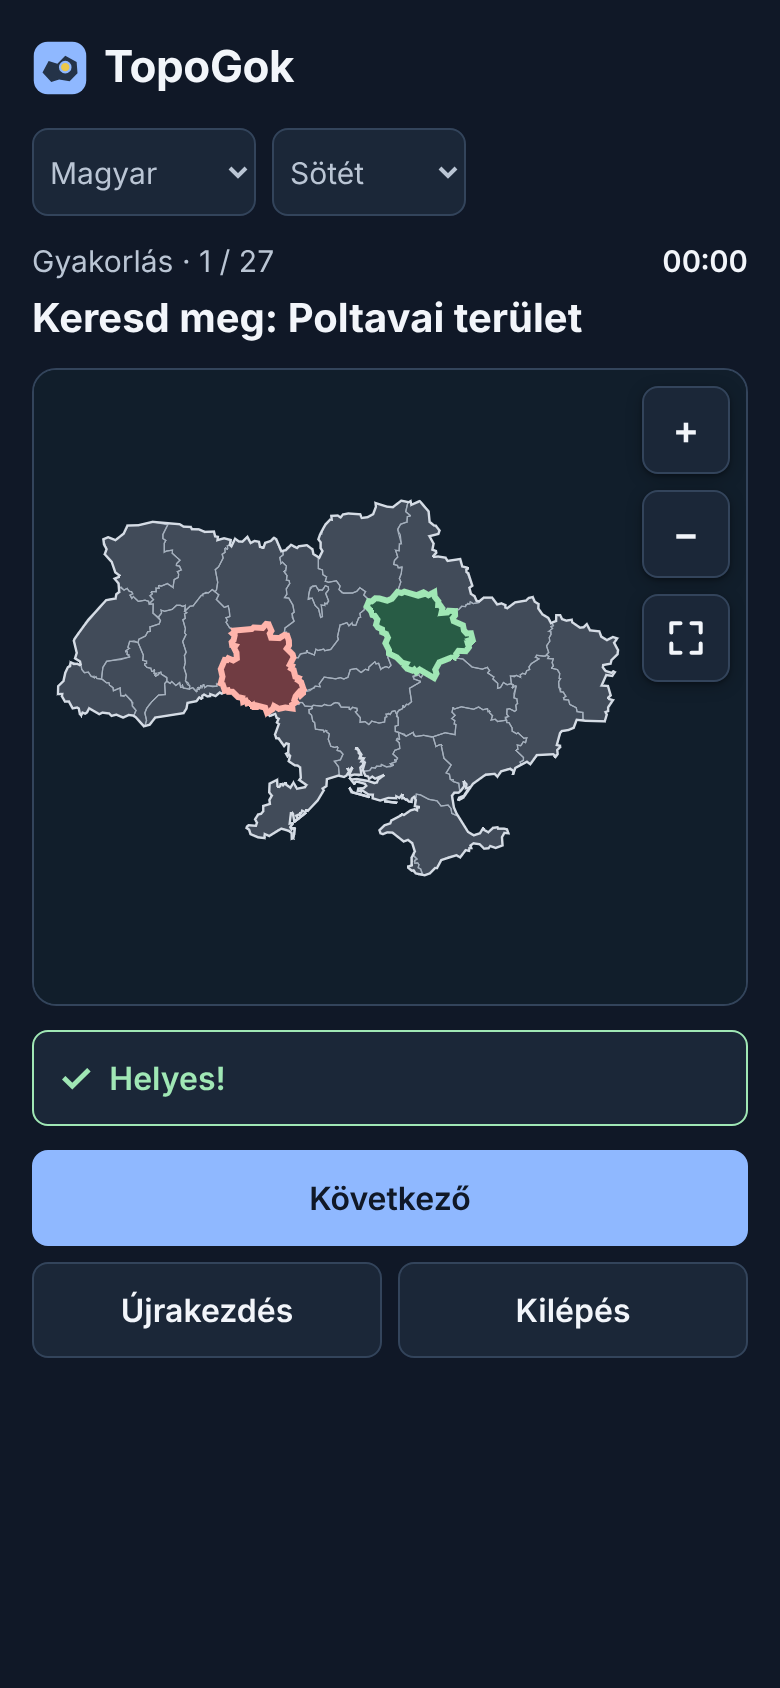 TopoGok
Magyar
Sötét
Gyakorlás · 1 / 27
00:00
Keresd meg: Poltavai terület
+
−
Helyes!
Következő
Újrakezdés
Kilépés